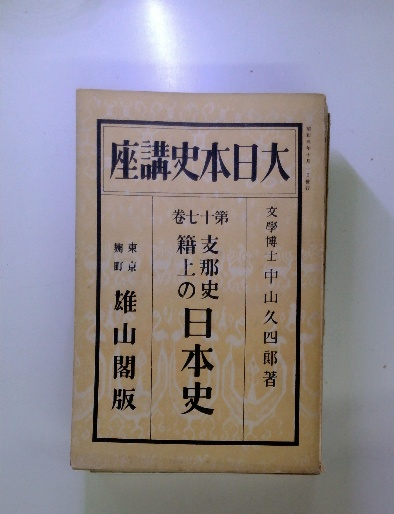 大日本史講座
文學博士 中山久四郎著
第十七卷
支那史
籍上の
日本史
東京
麹町
雄山閣版